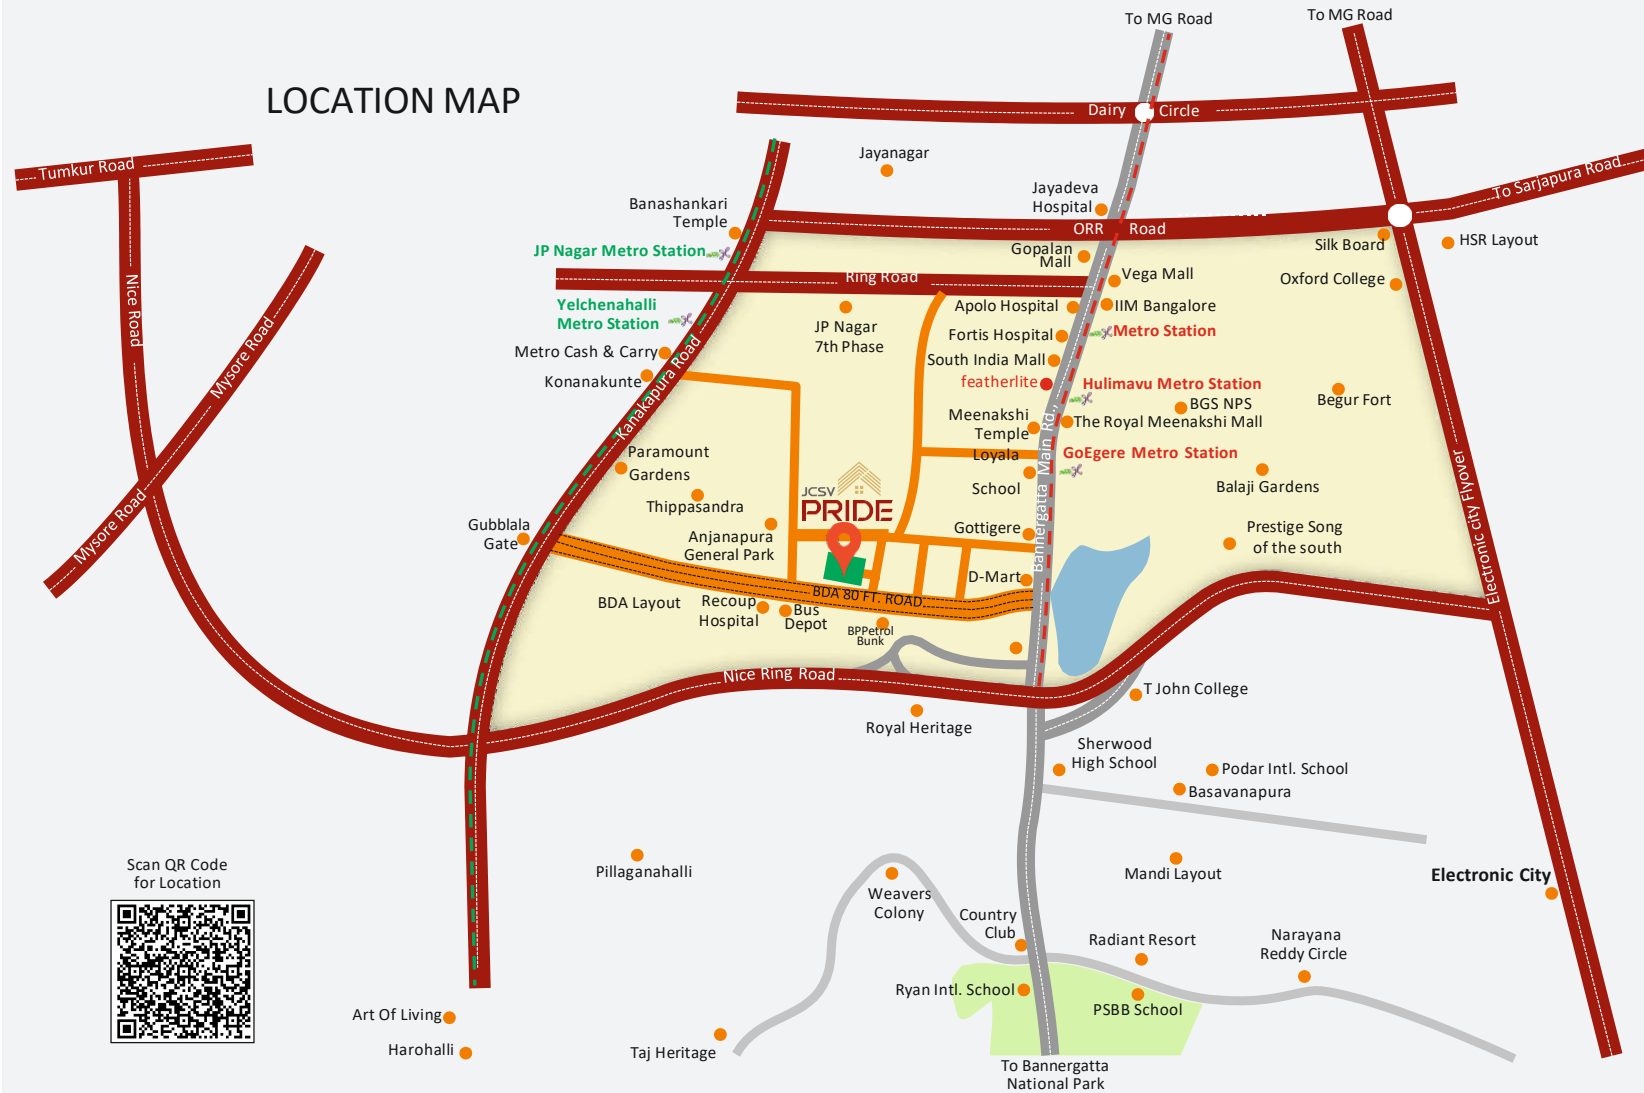 To MG Road
To MG Road
LOCATION MAP
Dairy Circle
Tumkur Road
Jayanagar
To Sarjapura Road
Jayadeva
Hospital
Banashankari
Temple
ORR Road
JP Nagar Metro Station
Gopalan
Mall
Silk Board
HSR Layout
Ring Road
Vega Mall
Oxford College
Nice Road
Yelchenahalli
Metro Station
Apolo Hospital
IIM Bangalore
JP Nagar
7th Phase
Fortis Hospital
Metro Station
Mysore Road
Metro Cash & Carry
South India Mall
Konanakunte
featherlite
Hulimavu Metro Station
Kanakapura Road
BGS NPS
Begur Fort
Meenakshi
Temple
The Royal Meenakshi Mall
Bannergatta Main Rd.,
Paramount
Gardens
Loyala
School
GoEgere Metro Station
Balaji Gardens
Electronic city Flyover
Thippasandra
JCSV
PRIDE
Mysore Road
Gubblala
Gate
Anjanapura
General Park
Gottigere
Prestige Song
of the south
D-Mart
BDA 80 FT. ROAD
BDA Layout
Recoup
Hospital
Bus
Depot
BPPetrol
Bunk
Nice Ring Road
T John College
Royal Heritage
Sherwood
High School
Podar Intl. School
Basavanapura
Scan QR Code
for Location
Pillaganahalli
Mandi Layout
Electronic City
Weavers
Colony
Country
Club
Radiant Resort
Narayana
Reddy Circle
Ryan Intl. School
PSBB School
Art Of Living
Harohalli
Taj Heritage
To Bannergatta
National Park